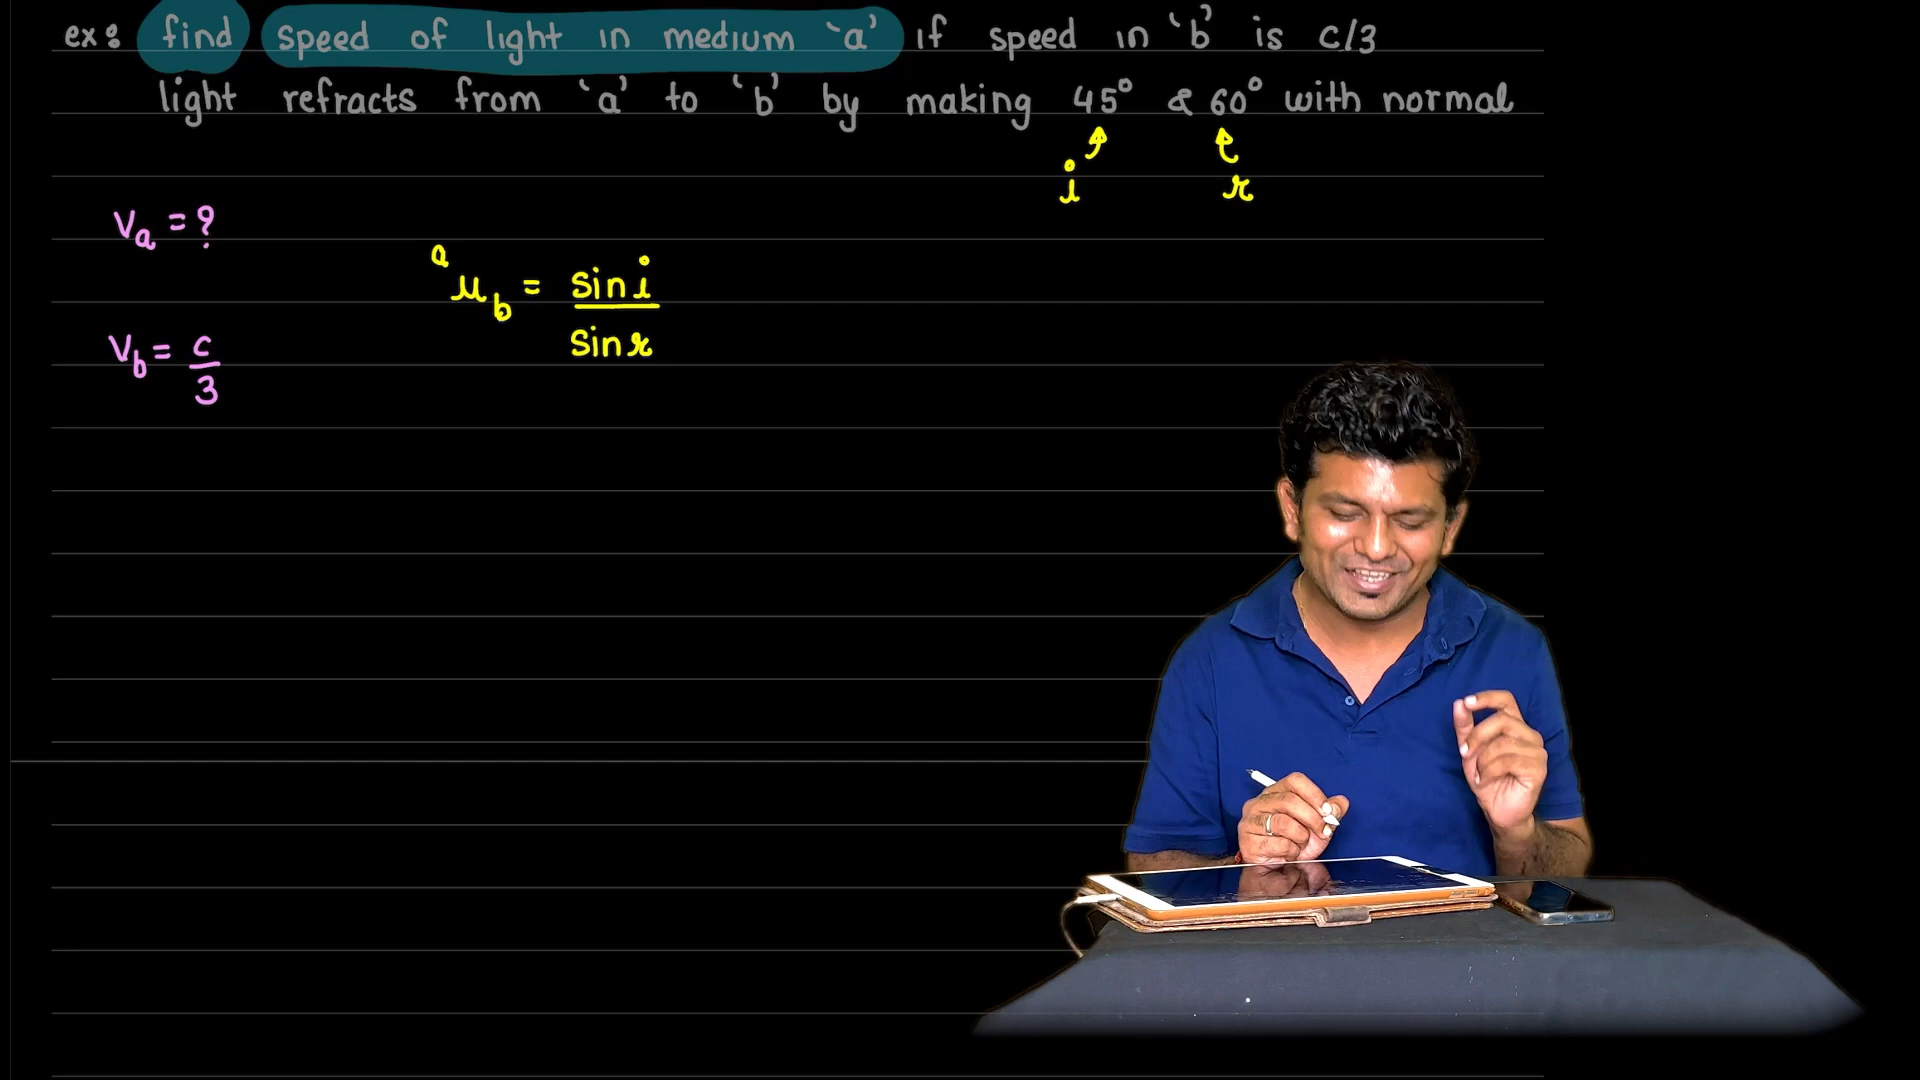 ex: find speed of light in medium 'a' if speed in 'b' is c/3
light refracts from 'a' to 'b' by making 45° & 60° with normal
i r
Va = ?
aμb = sin i / sin r
Vb = c/3